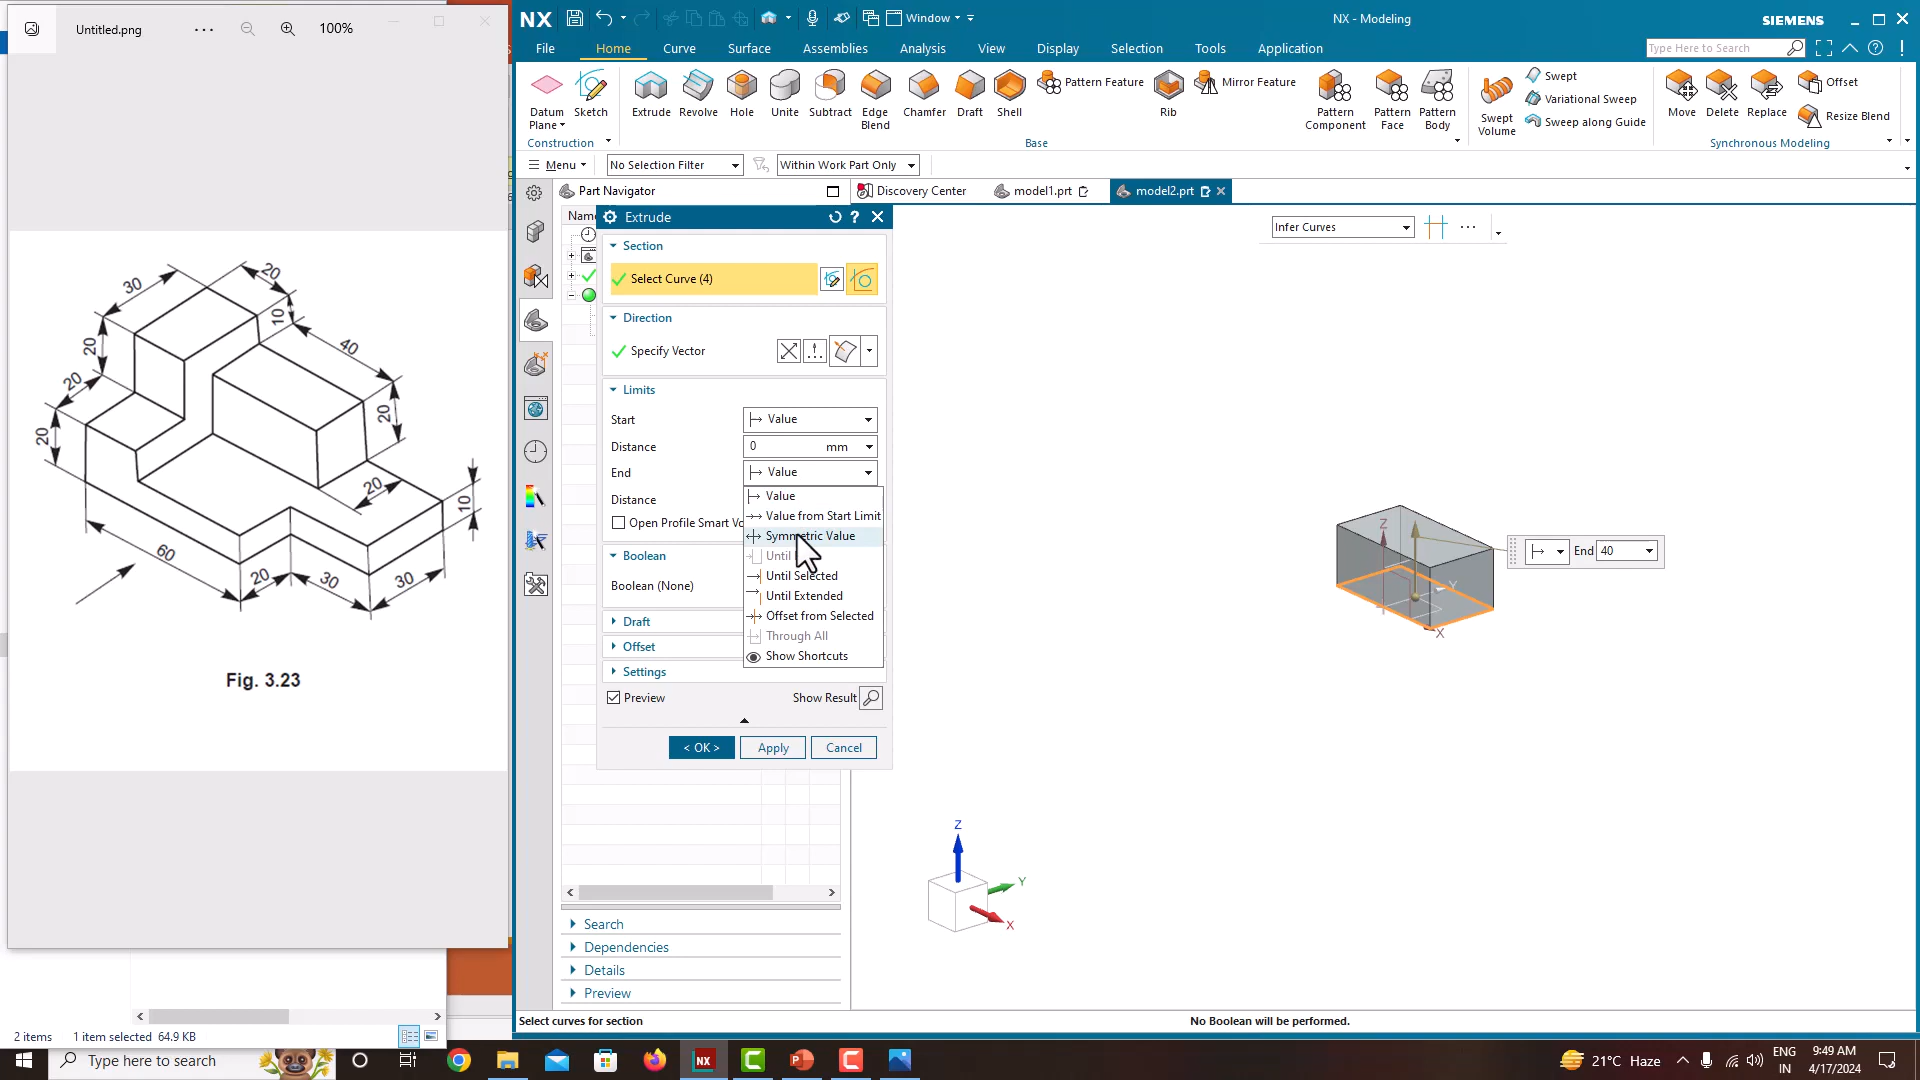 Untitled.png
100%
30
20
10
20
40
20
20
20
20
10
60
20
30
30
Fig. 3.23
2 items 1 item selected 64.9 KB
NX
Window
NX - Modeling
SIEMENS
File Home Curve Surface Assemblies Analysis View Display Selection Tools Application
Type Here to Search
Datum Plane
Sketch
Extrude
Revolve
Hole
Unite
Subtract
Edge Blend
Chamfer
Draft
Shell
Pattern Feature
Rib
Mirror Feature
Pattern Component
Pattern Face
Pattern Body
Swept Volume
Swept
Variational Sweep
Sweep along Guide
Move
Delete
Replace
Offset
Resize Blend
Construction
Base
Synchronous Modeling
Menu
No Selection Filter
Within Work Part Only
Part Navigator
Discovery Center
model1.prt
model2.prt
Name
Extrude
Section
Select Curve (4)
Direction
Specify Vector
Limits
Start
Value
Distance
0 mm
End
Value
Distance
Open Profile Smart Vo
Value
Value from Start Limit
Symmetric Value
Until
Until Selected
Until Extended
Offset from Selected
Through All
Show Shortcuts
Boolean
Boolean (None)
Draft
Offset
Settings
Preview
Show Result
< OK >
Apply
Cancel
Search
Dependencies
Details
Preview
Infer Curves
End 40
Z
Y
X
Z
Y
X
Select curves for section
No Boolean will be performed.
Type here to search
NX
21°C Haze
ENG
IN
9:49 AM
4/17/2024